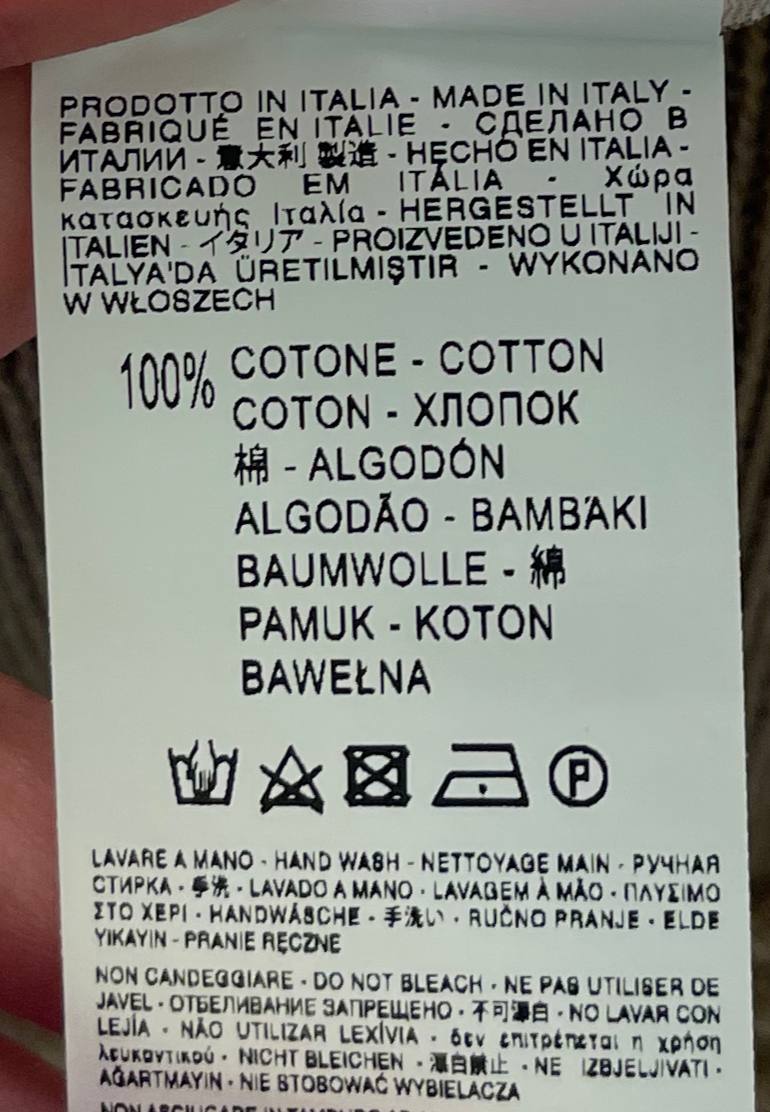 PRODOTTO IN ITALIA - MADE IN ITALY -
FABRIQUÉ EN ITALIE - СДЕЛАНО В
ИТАЛИИ - 意大利 製造 - HECHO EN ITALIA -
FABRICADO EM ITÁLIA - Χώρα
κατασκευής Ιταλία - HERGESTELLT IN
ITALIEN - イタリア - PROIZVEDENO U ITALIJI -
İTALYA'DA ÜRETILMIŞTIR - WYKONANO
W WŁOSZECH
100% COTONE - COTTON
COTON - ХЛОПОК
棉 - ALGODÓN
ALGODÃO - ΒΑΜΒΆΚΙ
BAUMWOLLE - 綿
PAMUK - KOTON
BAWEŁNA
P
LAVARE A MANO - HAND WASH - NETTOYAGE MAIN - РУЧНАЯ
СТИРКА - 手洗 - LAVADO A MANO - LAVAGEM À MÃO - ΠΛΥΣΙΜΟ
ΣΤΟ ΧΕΡΙ - HANDWÄSCHE - 手洗い - RUČNO PRANJE - ELDE
YIKAYIN - PRANIE RĘCZNE
NON CANDEGGIARE - DO NOT BLEACH - NE PAS UTILISER DE
JAVEL - ОТБЕЛИВАНИЕ ЗАПРЕЩЕНО - 不可漂白 - NO LAVAR CON
LEJÍA - NÃO UTILIZAR LEXÍVIA - δεν επιτρέπεται η χρήση
λευκαντικού - NICHT BLEICHEN - 漂白禁止 - NE IZBJELJIVATI -
AĞARTMAYIN - NIE STOSOWAĆ WYBIELACZA